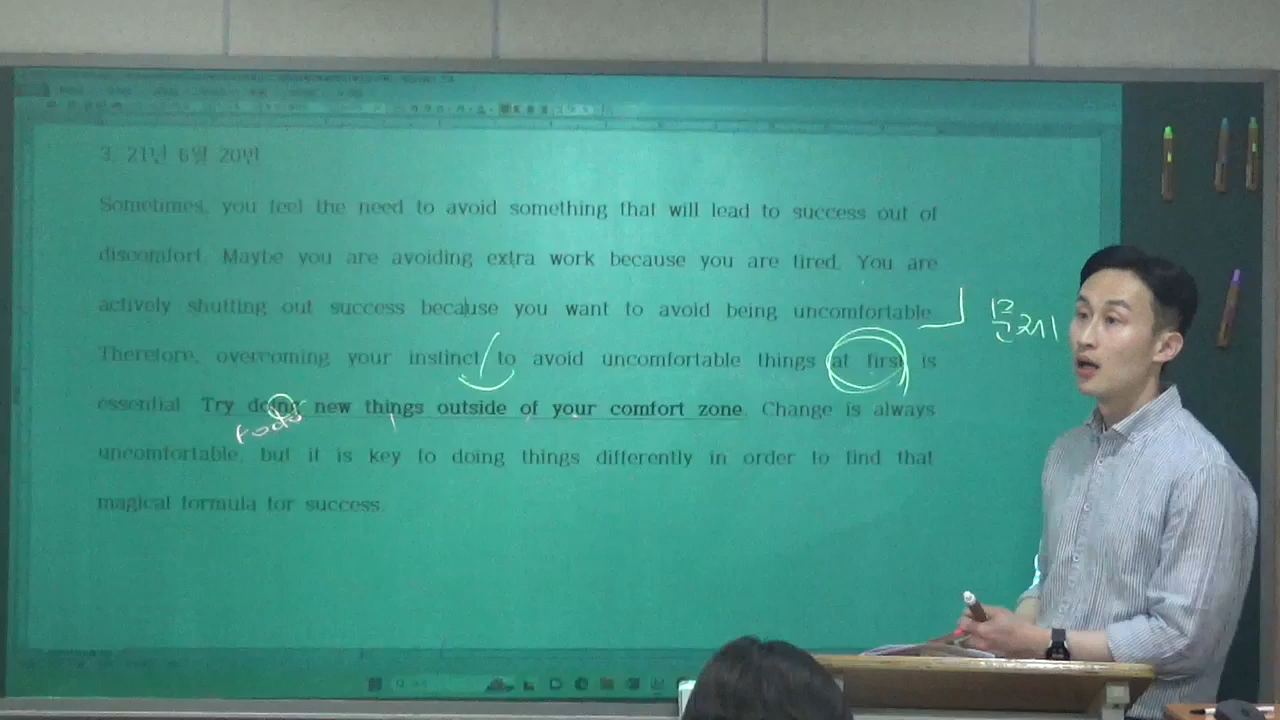 3. 21년 6월 20번
Sometimes, you feel the need to avoid something that will lead to success out of
discomfort. Maybe you are avoiding extra work because you are tired. You are
actively shutting out success because you want to avoid being uncomfortable.
문제
Therefore, overcoming your instinct to avoid uncomfortable things at first is
essential. Try doing new things outside of your comfort zone. Change is always
to do
uncomfortable, but it is key to doing things differently in order to find that
magical formula for success.